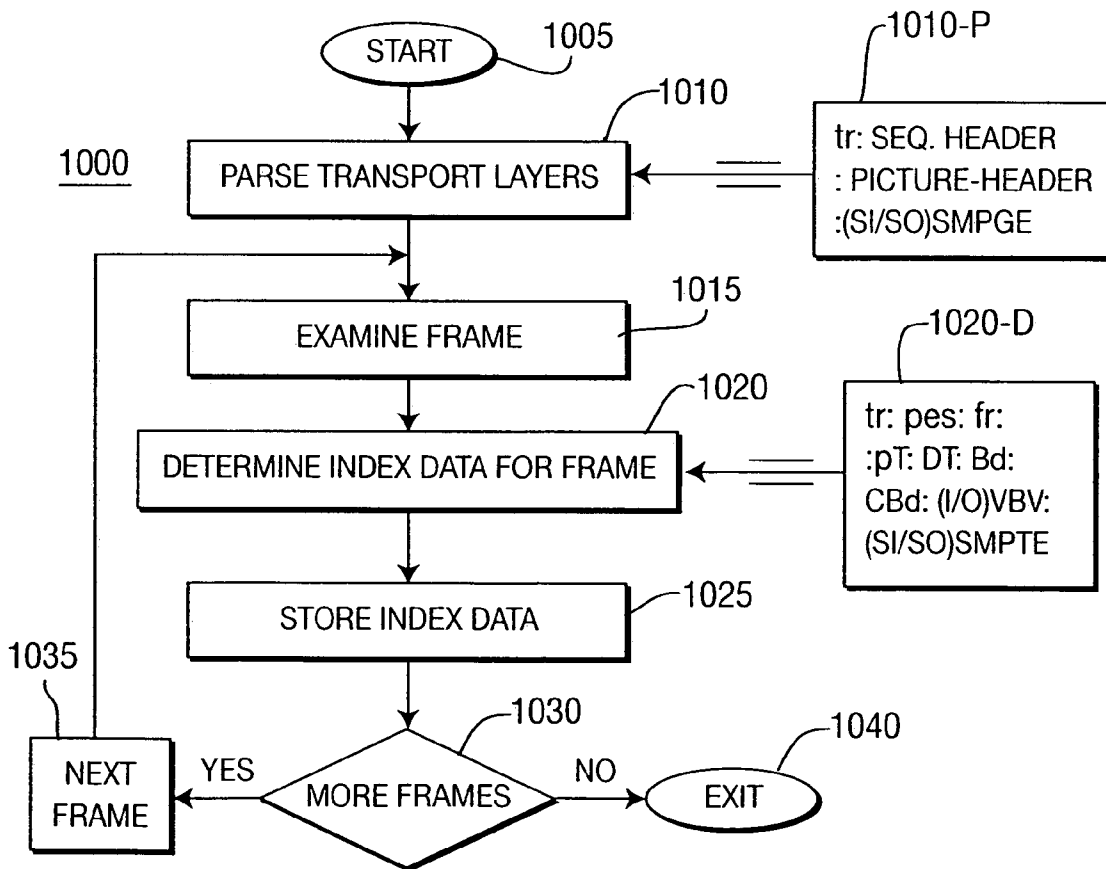 START
1005
1010-P
1010
1000
PARSE TRANSPORT LAYERS
tr: SEQ. HEADER
: PICTURE-HEADER
:(SI/SO)SMPGE
EXAMINE FRAME
1015
1020-D
1020
DETERMINE INDEX DATA FOR FRAME
tr: pes: fr:
:pT: DT: Bd:
CBd: (I/O)VBV:
(SI/SO)SMPTE
STORE INDEX DATA
1025
1035
1030
1040
NEXT
FRAME
YES
MORE FRAMES
NO
EXIT